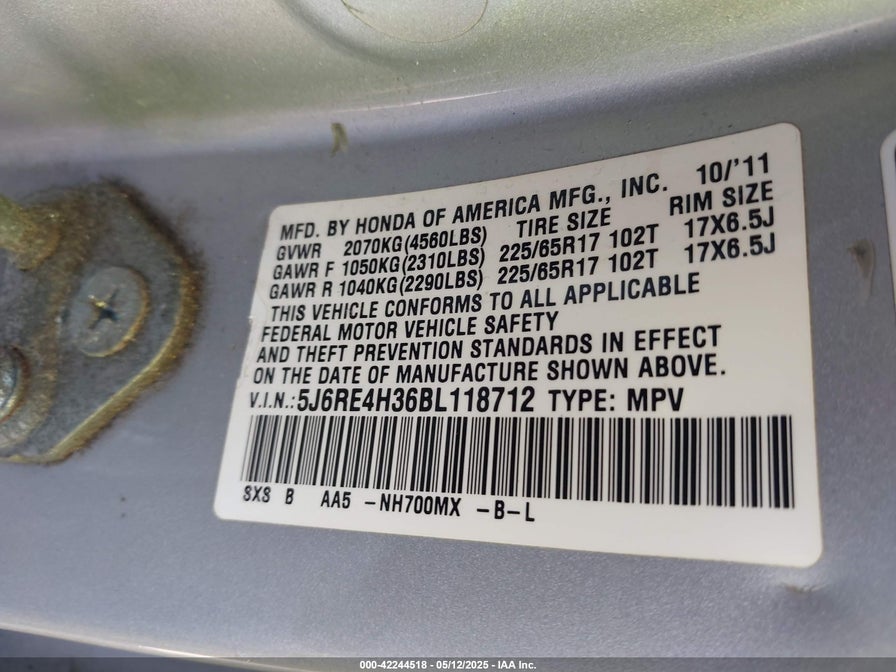 MFD. BY HONDA OF AMERICA MFG., INC. 10/'11
GVWR 2070KG(4560LBS) TIRE SIZE RIM SIZE
GAWR F 1050KG(2310LBS) 225/65R17 102T 17X6.5J
GAWR R 1040KG(2290LBS) 225/65R17 102T 17X6.5J
THIS VEHICLE CONFORMS TO ALL APPLICABLE
FEDERAL MOTOR VEHICLE SAFETY
AND THEFT PREVENTION STANDARDS IN EFFECT
ON THE DATE OF MANUFACTURE SHOWN ABOVE.
V.I.N.:5J6RE4H36BL118712 TYPE: MPV
SXS B AA5 -NH700MX -B-L
000-42244518 - 05/12/2025 - IAA Inc.